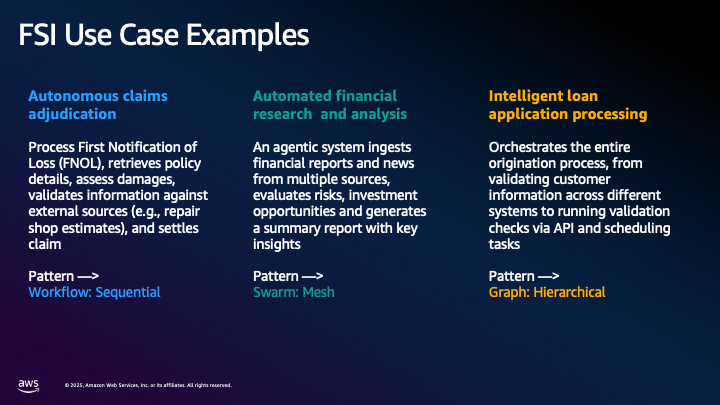 FSI Use Case Examples
Autonomous claims
adjudication
Process First Notification of
Loss (FNOL), retrieves policy
details, assess damages,
validates information against
external sources (e.g., repair
shop estimates), and settles
claim
Pattern —>
Workflow: Sequential
Automated financial
research  and analysis
An agentic system ingests
financial reports and news
from multiple sources,
evaluates risks, investment
opportunities and generates
a summary report with key
insights
Pattern —>
Swarm: Mesh
Intelligent loan
application processing
Orchestrates the entire
origination process, from
validating customer
information across different
systems to running validation
checks via API and scheduling
tasks
Pattern —>
Graph: Hierarchical
aws
© 2025, Amazon Web Services, Inc. or its affiliates. All rights reserved.